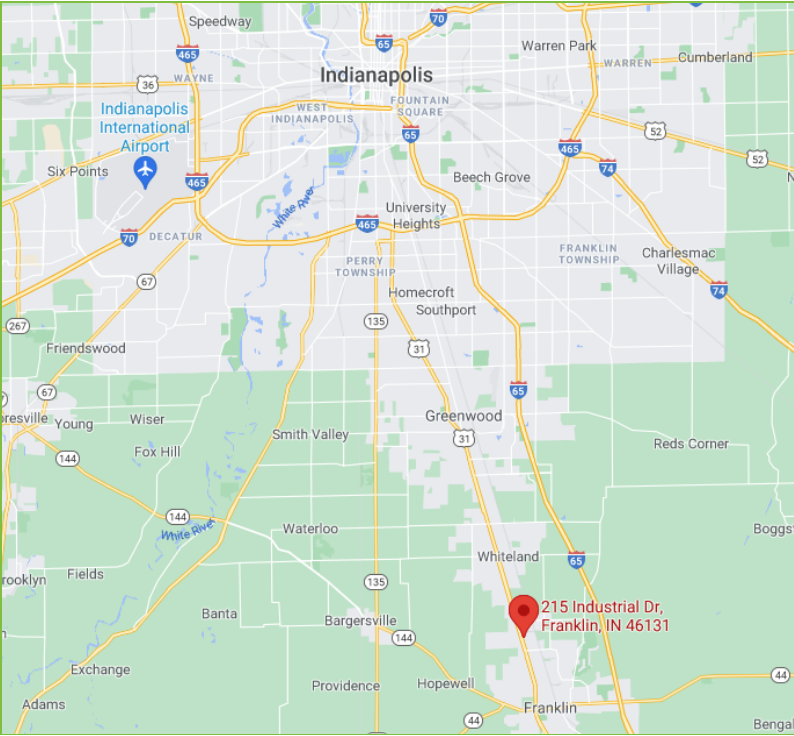 Speedway
70
65
Warren Park
465
Cumberland
WAYNE
Indianapolis
WARREN
36
WEST
INDIANAPOLIS
FOUNTAIN
SQUARE
Indianapolis
International
Airport
65
52
465
52
Six Points
74
465
Beech Grove
White River
University
Heights
465
70
DECATUR
FRANKLIN
TOWNSHIP
Charlesmac
Village
PERRY
TOWNSHIP
67
74
Homecroft
Southport
267
135
31
Friendswood
67
65
oresville
Young
Wiser
Greenwood
Smith Valley
31
Reds Corner
Fox Hill
144
144
White River
Waterloo
Boggs
Whiteland
65
rooklyn
Fields
135
215 Industrial Dr,
Franklin, IN 46131
Banta
Bargersville
144
Exchange
44
Providence
Hopewell
Adams
Franklin
44
Bengal